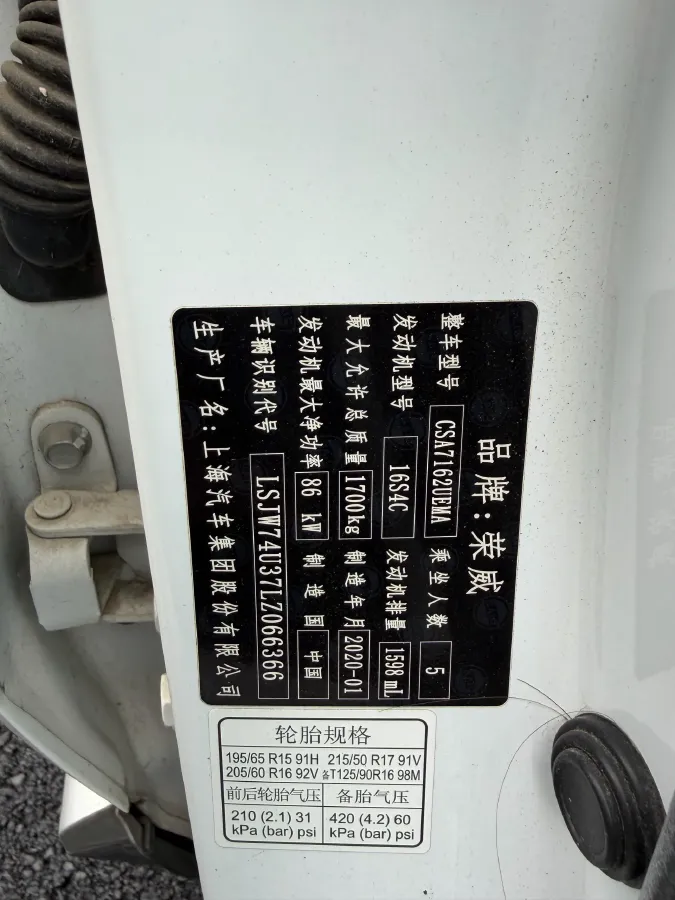 品牌:荣威
整车型号 CSA7162UEMA 乘坐人数 5
发动机型号 16S4C 发动机排量 1598 mL
最大允许总质量 1700kg 制造年月 2020-01
发动机最大净功率 86 kW 制造国 中国
车辆识别代号 LSJW74U37LZ066366
生产厂名:上海汽车集团股份有限公司
轮胎规格
195/65 R15 91H 215/50 R17 91V
205/60 R16 92V 备T125/90R16 98M
前后轮胎气压 备胎气压
210 (2.1) 31 420 (4.2) 60
kPa (bar) psi kPa (bar) psi